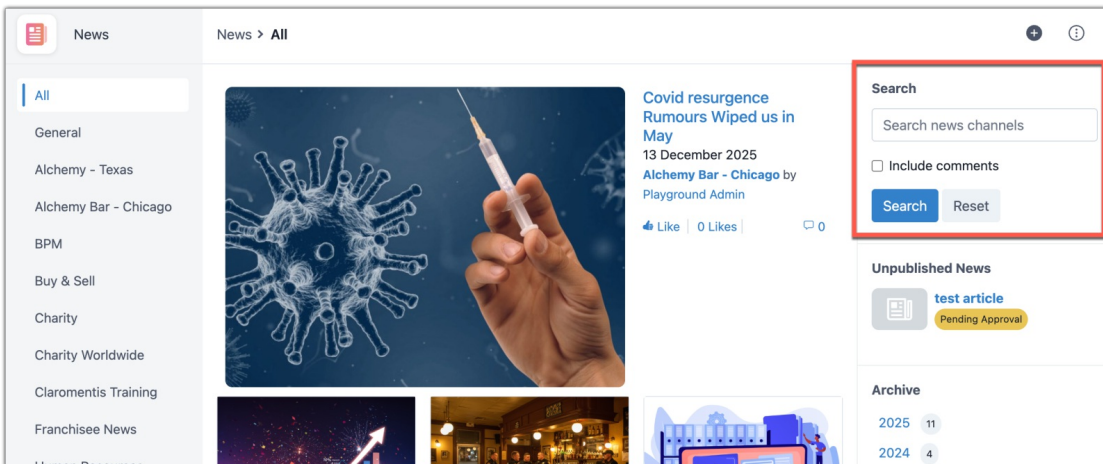 News
News > All
All
General
Alchemy - Texas
Alchemy Bar - Chicago
BPM
Buy & Sell
Charity
Charity Worldwide
Claromentis Training
Franchisee News
Covid resurgence
Rumours Wiped us in
May
13 December 2025
Alchemy Bar - Chicago by
Playground Admin
Like 0 Likes 0
Search
Search news channels
Include comments
Search Reset
Unpublished News
test article
Pending Approval
Archive
2025 11
2024 4